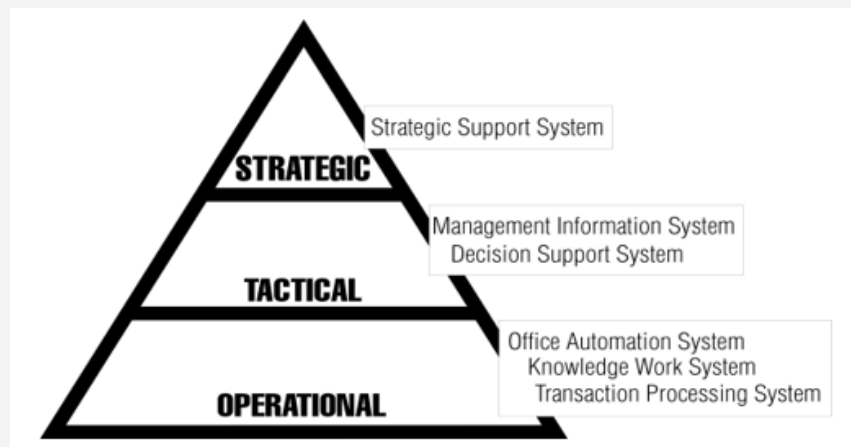 Strategic Support System
STRATEGIC
Management Information System
Decision Support System
TACTICAL
Office Automation System
Knowledge Work System
Transaction Processing System
OPERATIONAL